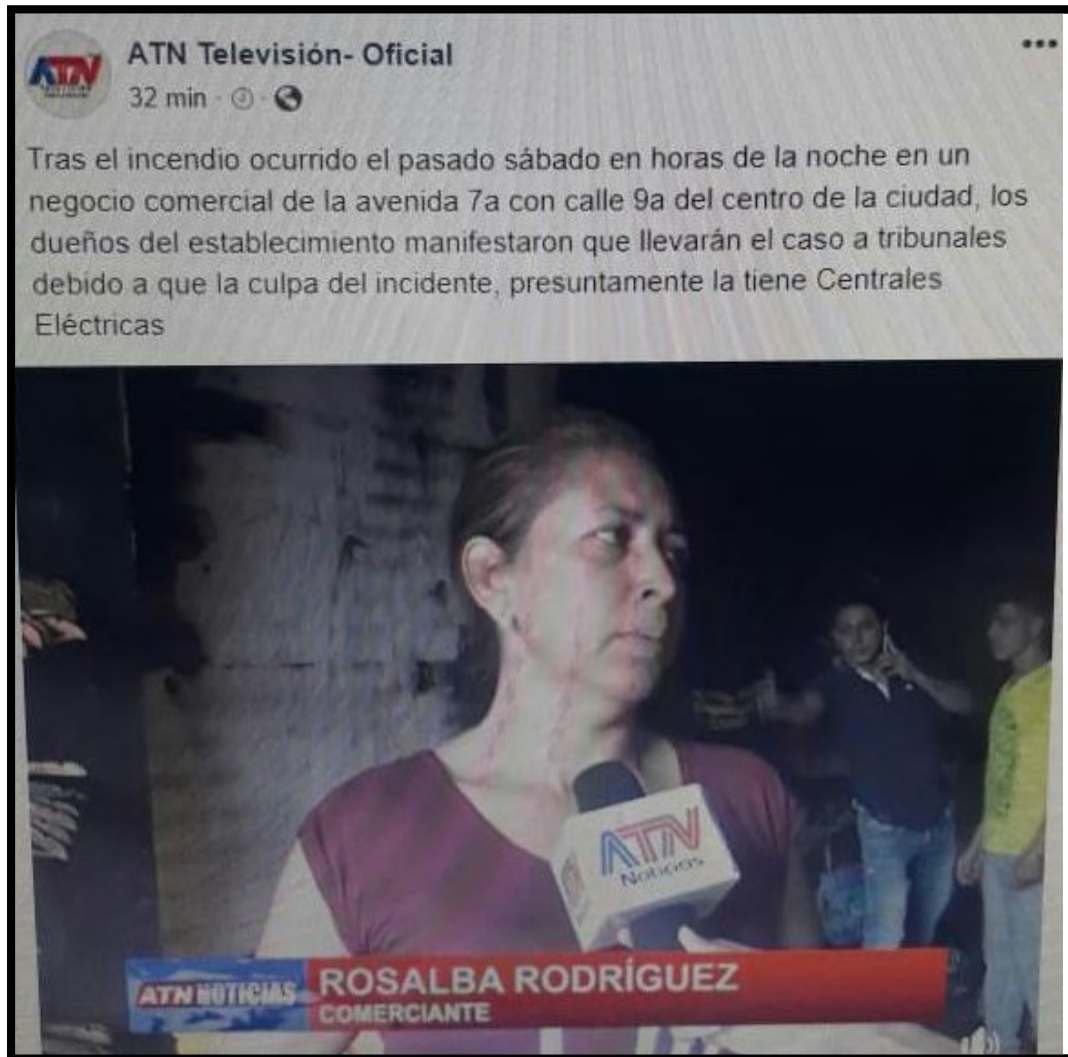 ATN Televisión- Oficial
32 min
Tras el incendio ocurrido el pasado sábado en horas de la noche en un
negocio comercial de la avenida 7a con calle 9a del centro de la ciudad, los
dueños del establecimiento manifestaron que llevarán el caso a tribunales
debido a que la culpa del incidente, presuntamente la tiene Centrales
Eléctricas
ATN
Noticias
ATN NOTICIAS
ROSALBA RODRÍGUEZ
COMERCIANTE